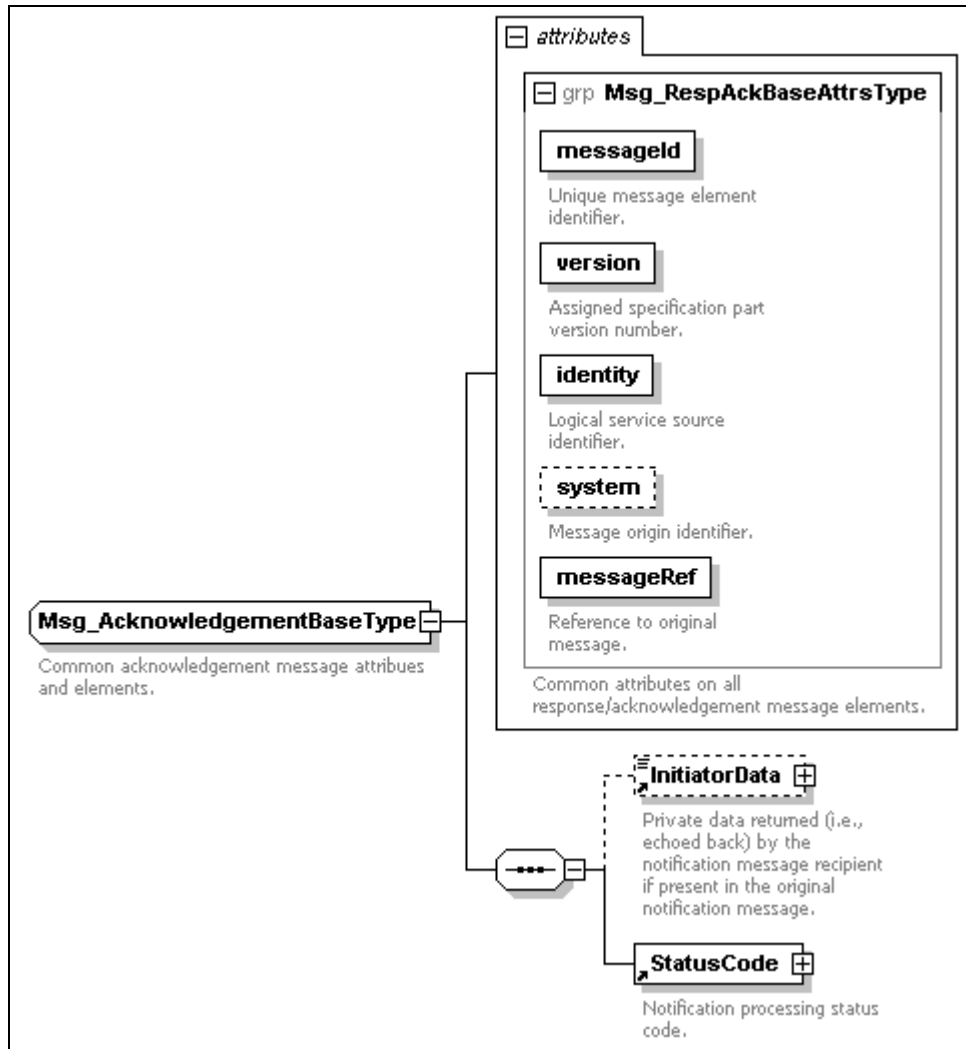 attributes
grp Msg_RespAckBaseAttrsType
messageId
Unique message element
identifier.
version
Assigned specification part
version number.
identity
Logical service source
identifier.
system
Message origin identifier.
messageRef
Reference to original
message.
Common attributes on all
response/acknowledgement message elements.
Msg_AcknowledgementBaseType
Common acknowledgement message attribues
and elements.
InitiatorData
Private data returned (i.e.,
echoed back) by the
notification message recipient
if present in the original
notification message.
StatusCode
Notification processing status
code.